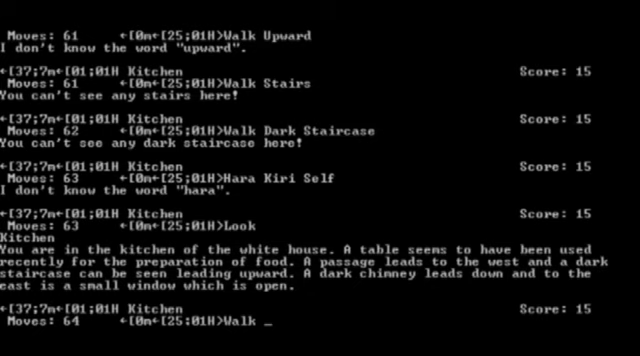 Moves: 61 ←[0m←[25;01H>Walk Upward
I don't know the word "upward".
←[37;7m←[01;01H Kitchen Score: 15
Moves: 61 ←[0m←[25;01H>Walk Stairs
You can't see any stairs here!
←[37;7m←[01;01H Kitchen Score: 15
Moves: 62 ←[0m←[25;01H>Walk Dark Staircase
You can't see any dark staircase here!
←[37;7m←[01;01H Kitchen Score: 15
Moves: 63 ←[0m←[25;01H>Hara Kiri Self
I don't know the word "hara".
←[37;7m←[01;01H Kitchen Score: 15
Moves: 63 ←[0m←[25;01H>Look
Kitchen
You are in the kitchen of the white house. A table seems to have been used
recently for the preparation of food. A passage leads to the west and a dark
staircase can be seen leading upward. A dark chimney leads down and to the
east is a small window which is open.
←[37;7m←[01;01H Kitchen Score: 15
Moves: 64 ←[0m←[25;01H>Walk _